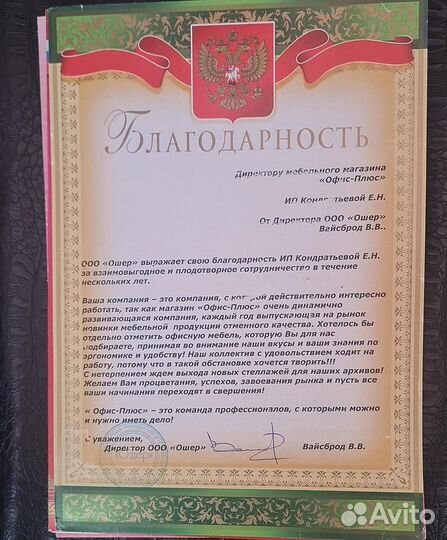 БЛАГОДАРНОСТЬ
Директору мебельного магазина
«Офис-Плюс»
ИП Кондратьевой Е.Н.
От Директора ООО «Ошер»
Вайсброд В.В..
ООО «Ошер» выражает свою благодарность ИП Кондратьевой Е.Н.
за взаимовыгодное и плодотворное сотрудничество в течение
нескольких лет.
Ваша компания – это компания, с которой действительно интересно
работать, так как магазин «Офис-Плюс» очень динамично
развивающаяся компания, каждый год выпускающая на рынок
новинки мебельной продукции отменного качества. Хотелось бы
отдельно отметить офисную мебель, которую Вы для нас
подбираете, принимая во внимание наши вкусы и ваши знания по
эргономике и удобству! Наш коллектив с удовольствием ходит на
работу, потому что в такой обстановке хочется творить!!!
С нетерпением ждем выхода новых стеллажей для наших архивов!
Желаем Вам процветания, успехов, завоевания рынка и пусть все
ваши начинания переходят в свершения!
« Офис-Плюс» – это команда профессионалов, с которыми можно
и нужно иметь дело!
С уважением,
Директор ООО «Ошер» Вайсброд В.В.
Avito